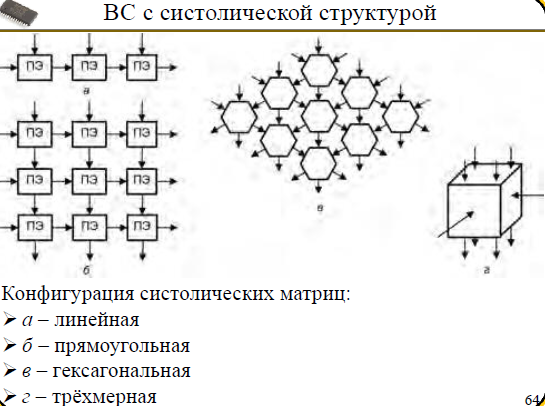 ВС с систолической структурой
ПЭ ПЭ ПЭ
а
ПЭ ПЭ ПЭ
ПЭ ПЭ ПЭ
ПЭ ПЭ ПЭ
б
в
г
Конфигурация систолических матриц:
➢ а – линейная
➢ б – прямоугольная
➢ в – гексагональная
➢ г – трёхмерная
64